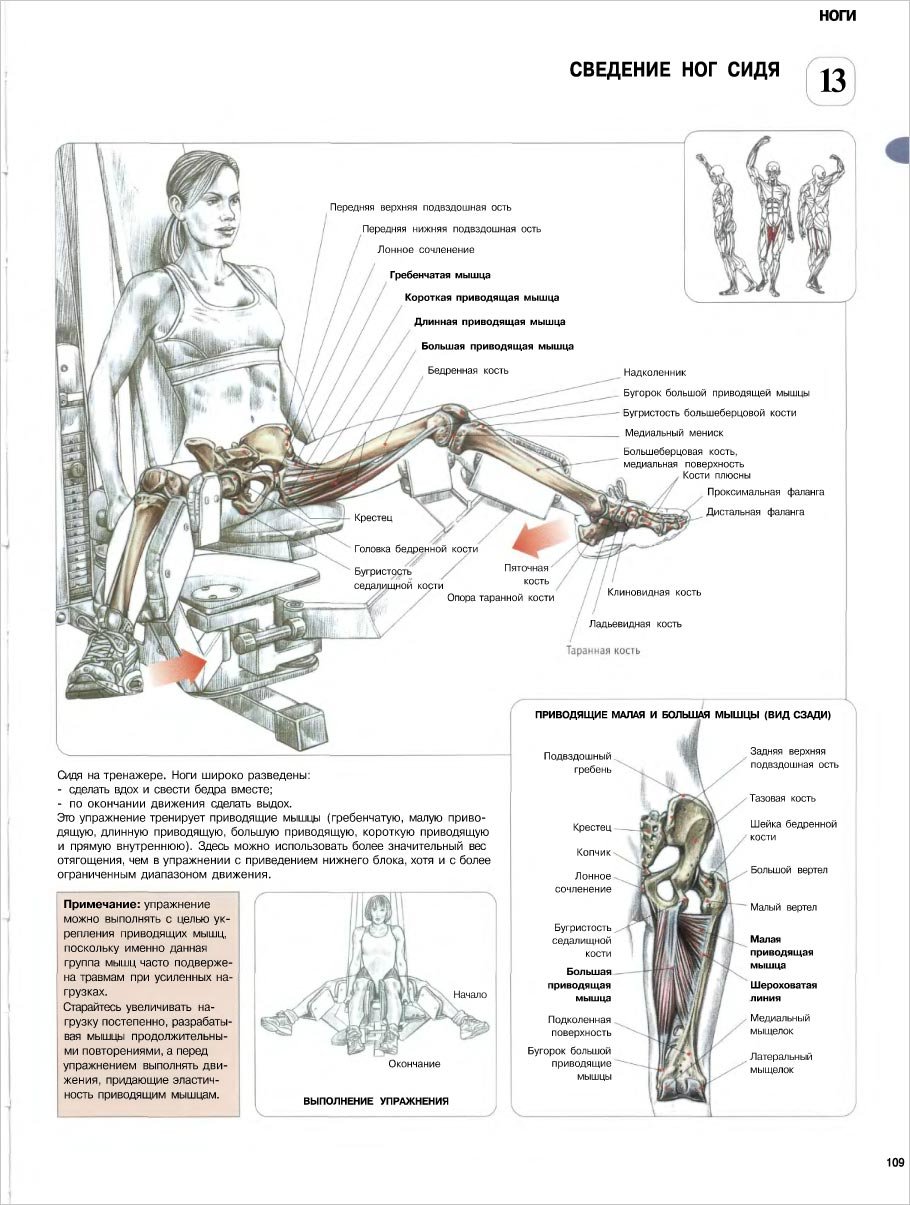 НОГИ
СВЕДЕНИЕ НОГ СИДЯ
13
Передняя верхняя подвздошная ость
Передняя нижняя подвздошная ость
Лонное сочленение
Гребенчатая мышца
Короткая приводящая мышца
Длинная приводящая мышца
Большая приводящая мышца
Бедренная кость
Надколенник
Бугорок большой приводящей мышцы
Бугристость большеберцовой кости
Медиальный мениск
Большеберцовая кость,
медиальная поверхность
Кости плюсны
Проксимальная фаланга
Дистальная фаланга
Крестец
Головка бедренной кости
Бугристость
седалищной кости
Пяточная
кость
Опора таранной кости
Клиновидная кость
Ладьевидная кость
Таранная кость
Сидя на тренажере. Ноги широко разведены:
- сделать вдох и свести бедра вместе;
- по окончании движения сделать выдох.
Это упражнение тренирует приводящие мышцы (гребенчатую, малую приво-
дящую, длинную приводящую, большую приводящую, короткую приводящую
и прямую внутреннюю). Здесь можно использовать более значительный вес
отягощения, чем в упражнении с приведением нижнего блока, хотя и с более
ограниченным диапазоном движения.
Примечание: упражнение
можно выполнять с целью ук-
репления приводящих мышц,
поскольку именно данная
группа мышц часто подверже-
на травмам при усиленных на-
грузках.
Старайтесь увеличивать на-
грузку постепенно, разрабаты-
вая мышцы продолжительны-
ми повторениями, а перед
упражнением выполнять дви-
жения, придающие эластич-
ность приводящим мышцам.
Начало
Окончание
ВЫПОЛНЕНИЕ УПРАЖНЕНИЯ
ПРИВОДЯЩИЕ МАЛАЯ И БОЛЬШАЯ МЫШЦЫ (ВИД СЗАДИ)
Подвздошный
гребень
Крестец
Копчик
Лонное
сочленение
Бугристость
седалищной
кости
Большая
приводящая
мышца
Подколенная
поверхность
Бугорок большой
приводящие
мышцы
Задняя верхняя
подвздошная ость
Тазовая кость
Шейка бедренной
кости
Большой вертел
Малый вертел
Малая
приводящая
мышца
Шероховатая
линия
Медиальный
мыщелок
Латеральный
мыщелок
109